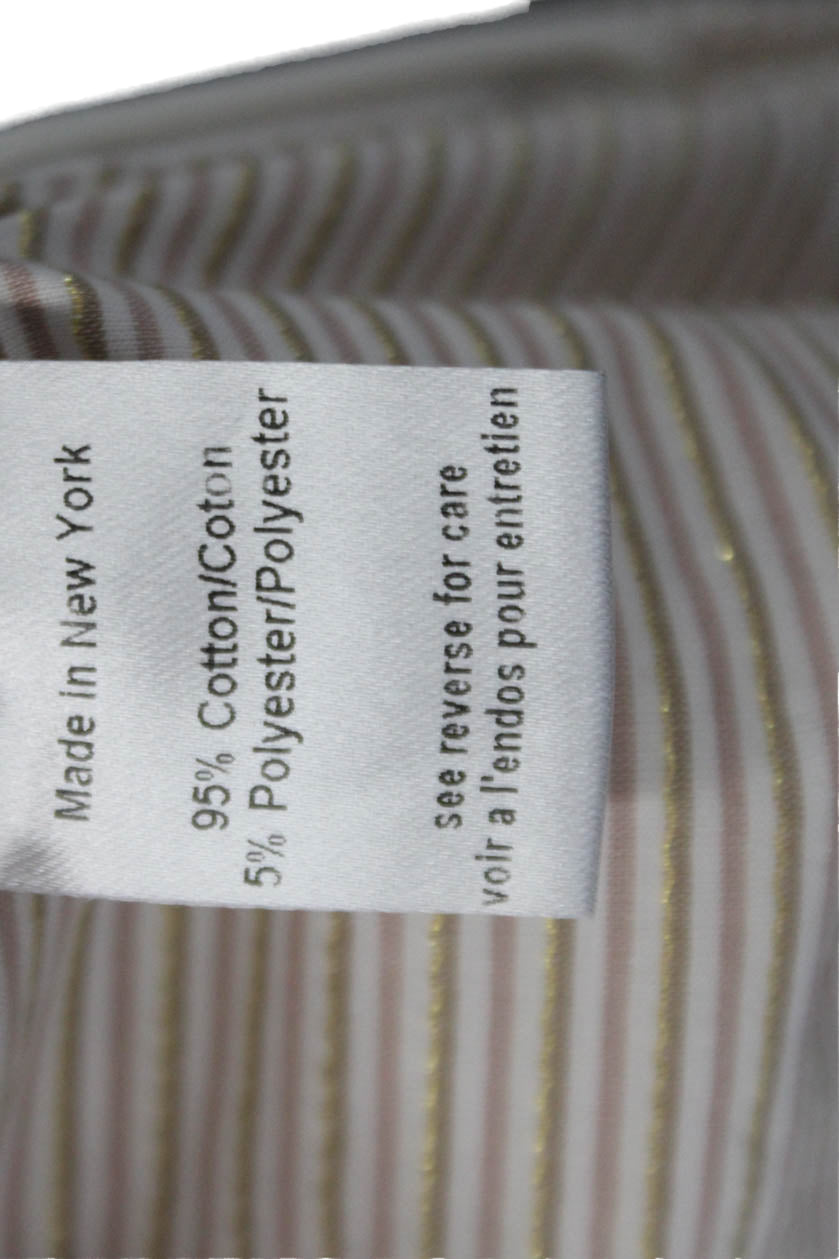 Made in New York
95% Cotton/Coton
5% Polyester/Polyester
see reverse for care
voir a l'endos pour entretien